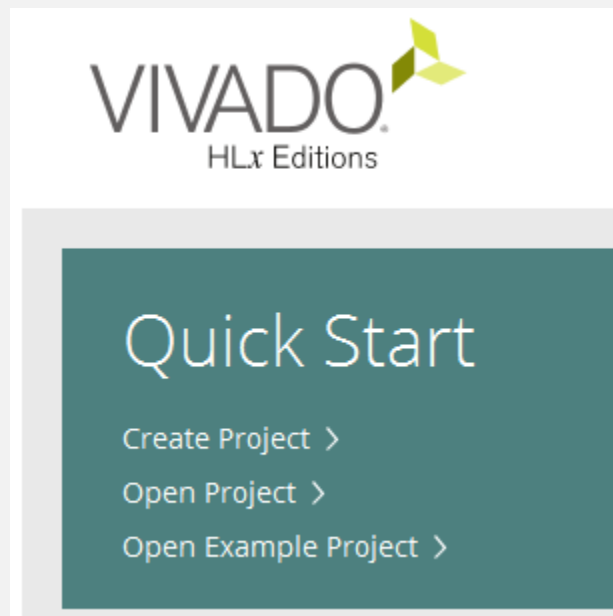 VIVADO®
HLx Editions
Quick Start
Create Project >
Open Project >
Open Example Project >